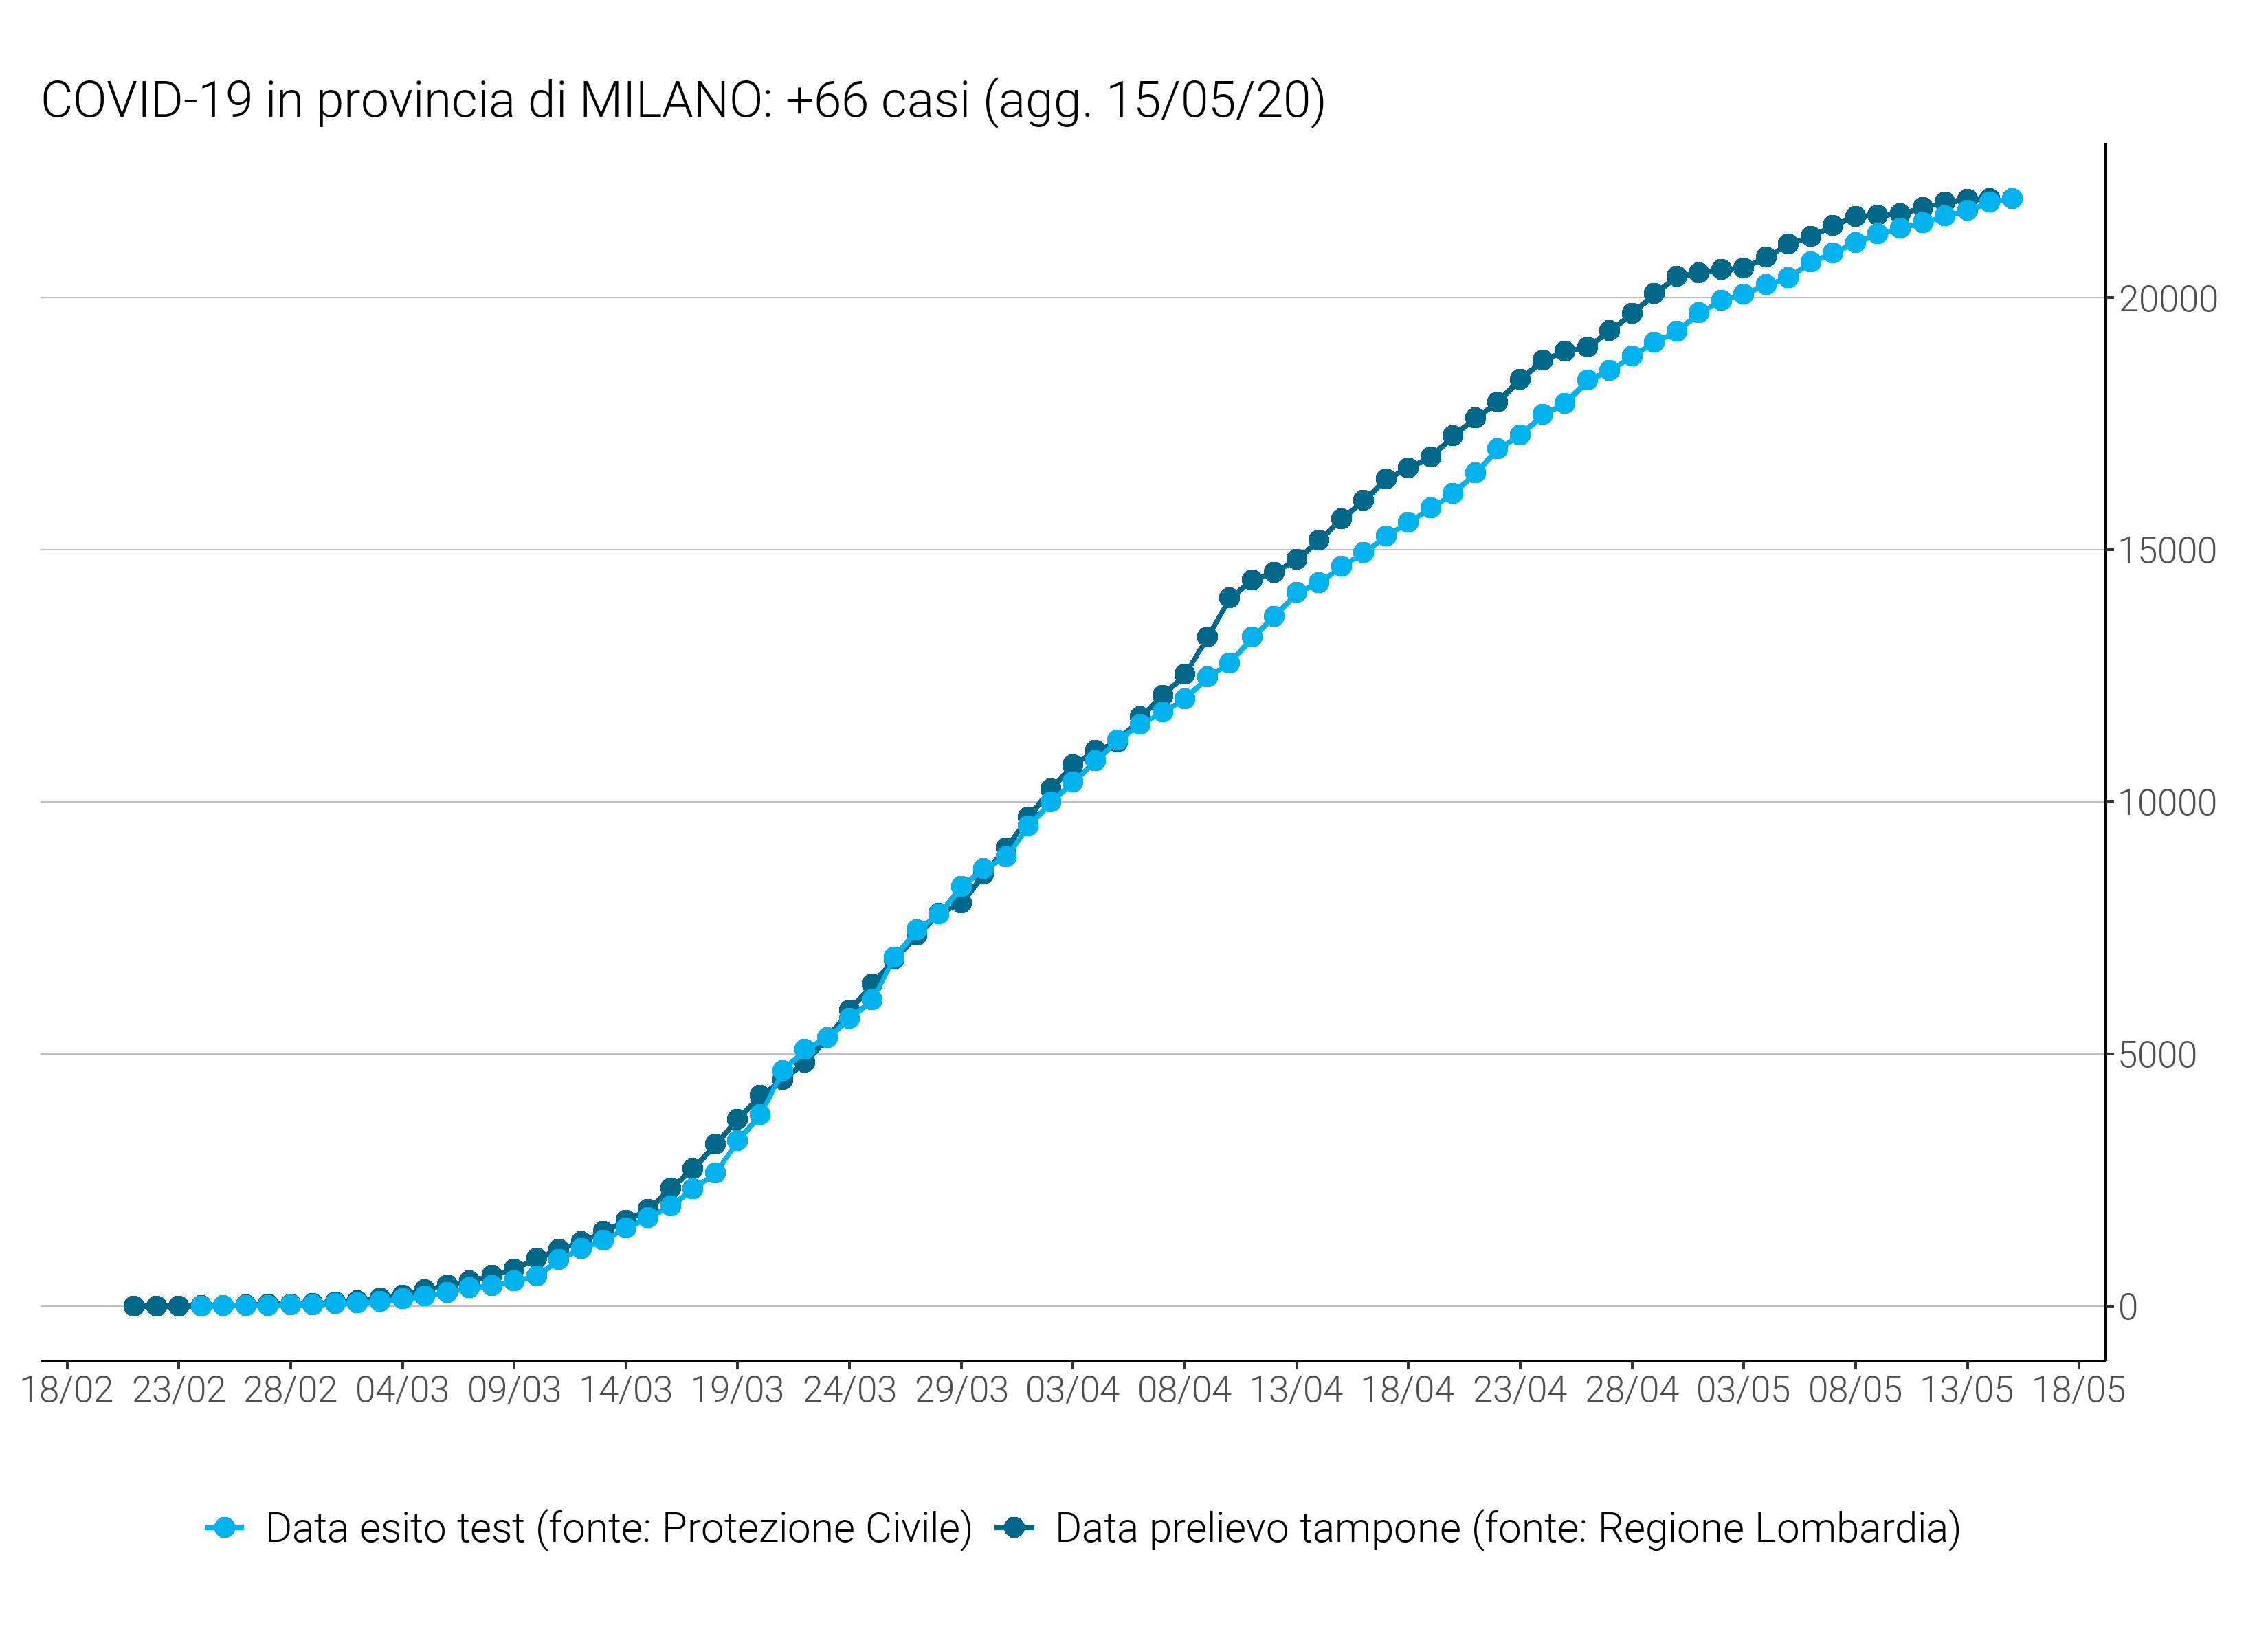 COVID-19 in provincia di MILANO: +66 casi (agg. 15/05/20)
20000
15000
10000
5000
0
18/02 23/02 28/02 04/03 09/03 14/03 19/03 24/03 29/03 03/04 08/04 13/04 18/04 23/04 28/04 03/05 08/05 13/05 18/05
Data esito test (fonte: Protezione Civile) Data prelievo tampone (fonte: Regione Lombardia)